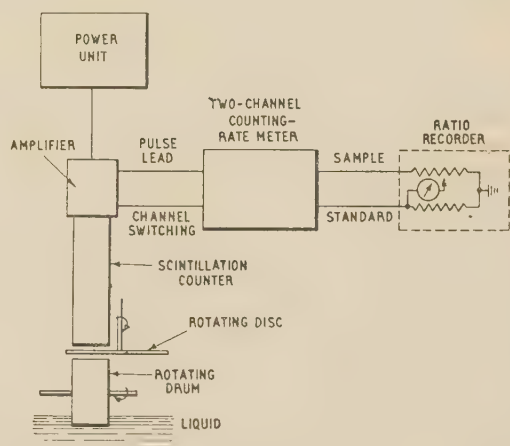 POWER
UNIT
AMPLIFIER
PULSE
LEAD
CHANNEL
SWITCHING
TWO-CHANNEL
COUNTING-
RATE METER
SAMPLE
STANDARD
RATIO
RECORDER
SCINTILLATION
COUNTER
ROTATING DISC
ROTATING
DRUM
LIQUID